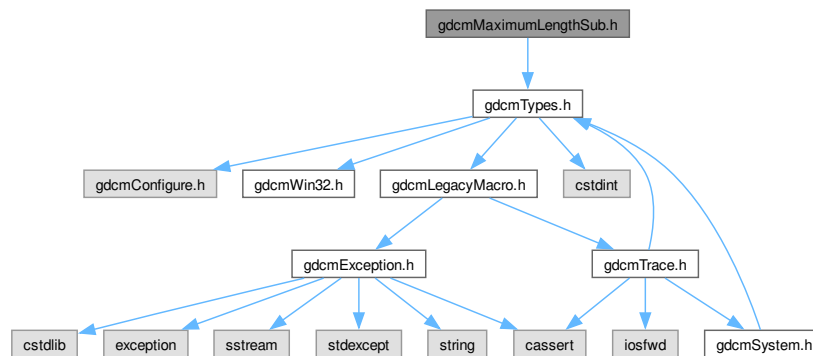 gdcmMaximumLengthSub.h
gdcmTypes.h
gdcmConfigure.h
gdcmWin32.h
gdcmLegacyMacro.h
cstdint
gdcmException.h
gdcmTrace.h
cstdlib
exception
sstream
stdexcept
string
cassert
iosfwd
gdcmSystem.h